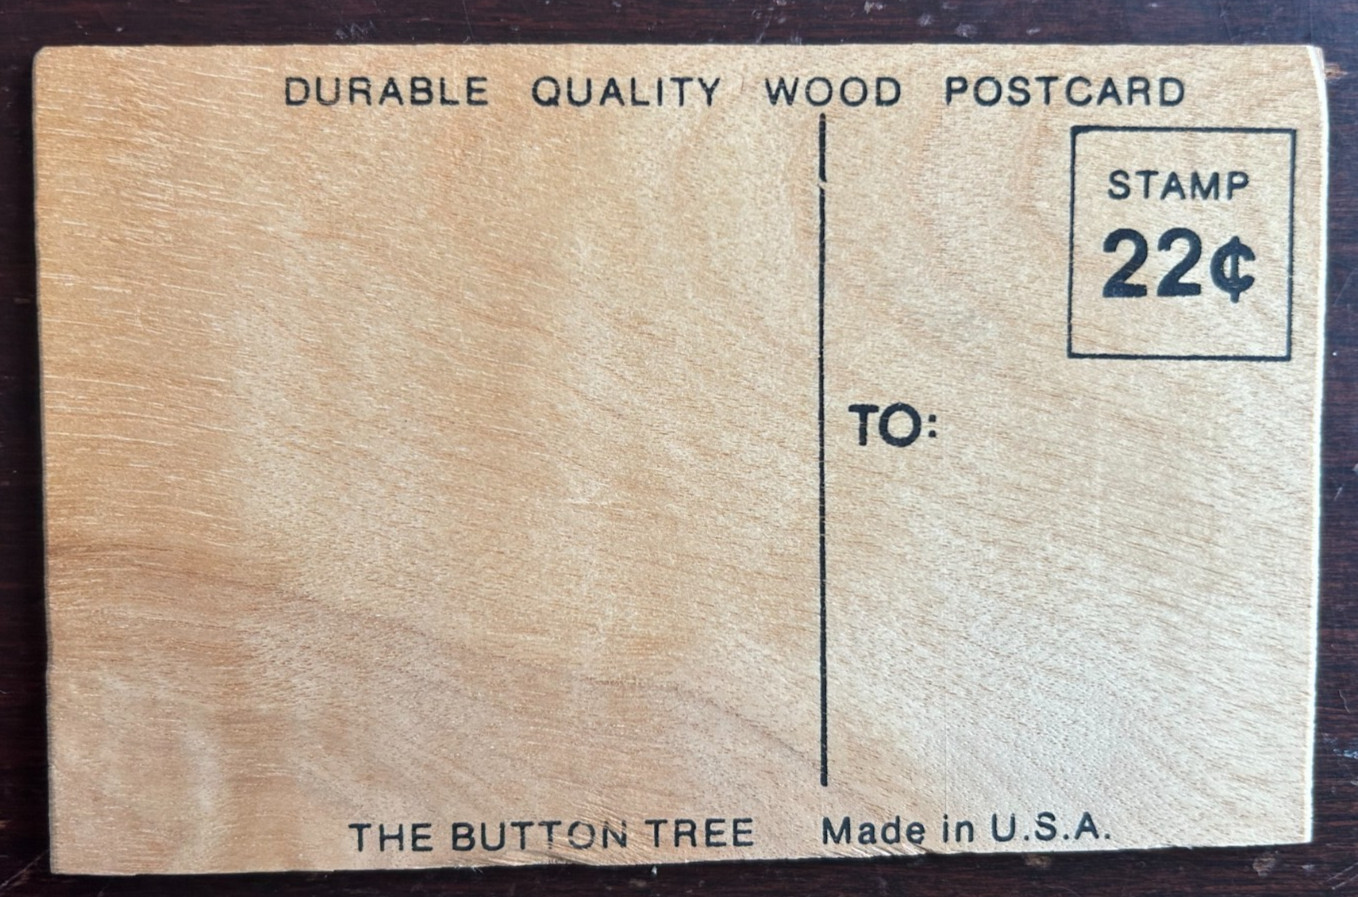 DURABLE QUALITY WOOD POSTCARD
STAMP
22¢
TO:
THE BUTTON TREE Made in U.S.A.